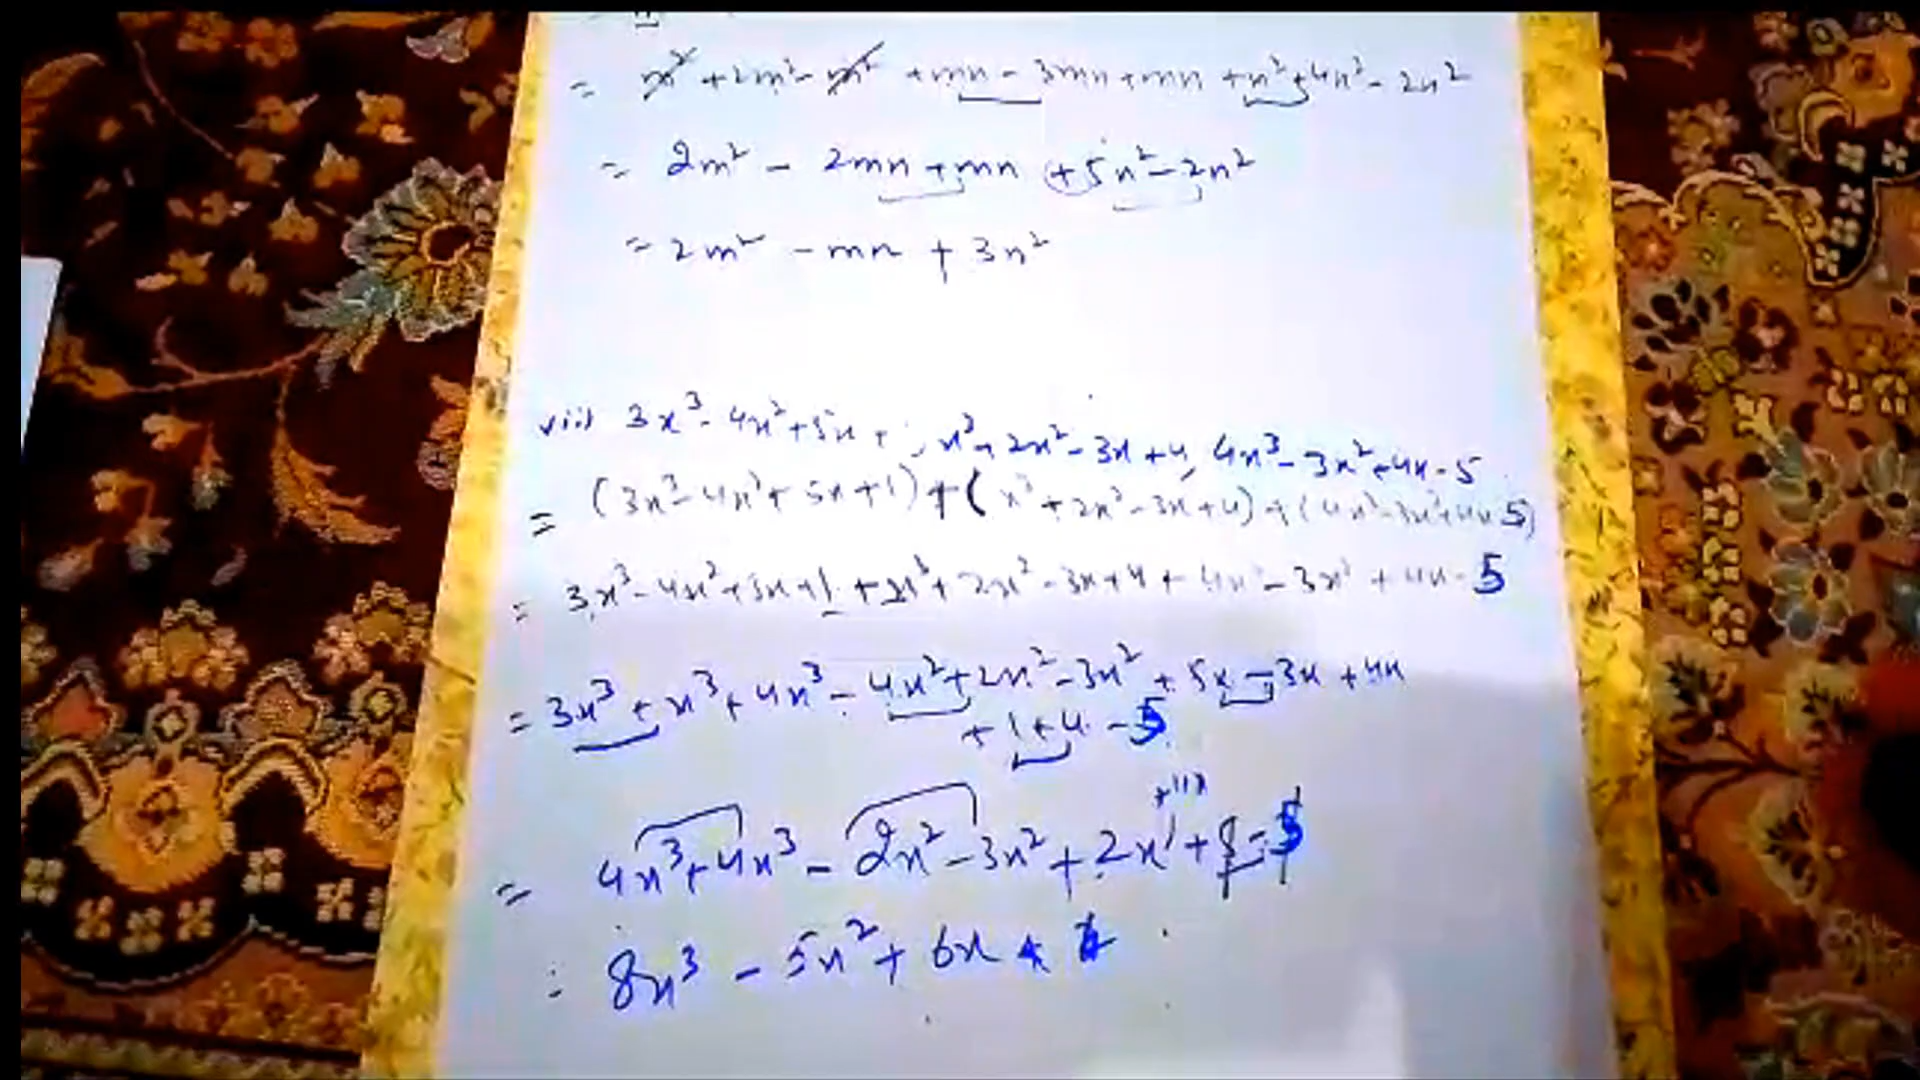 = m² + 2m² - m² + mn - 3mn + mn + n² + 4n² - 2n²
= 2m² - 2mn + mn + 5n² - 2n²
= 2m² - mn + 3n²
vii) 3x³ - 4x² + 5x + , x³ + 2x² - 3x + 4, 4x³ - 3x² + 4x - 5
= (3x³ - 4x² + 5x + 1) + (x³ + 2x² - 3x + 4) + (4x³ - 3x² + 4x - 5)
= 3x³ - 4x² + 5x + 1 + x³ + 2x² - 3x + 4 + 4x³ - 3x² + 4x - 5
= 3x³ + x³ + 4x³ - 4x² + 2x² - 3x² + 5x - 3x + 4x
+ 1 + 4 - 5
= 4x³ + 4x³ - 2x² - 3x² + 2x + - 5
= 8x³ - 5x² + 6x